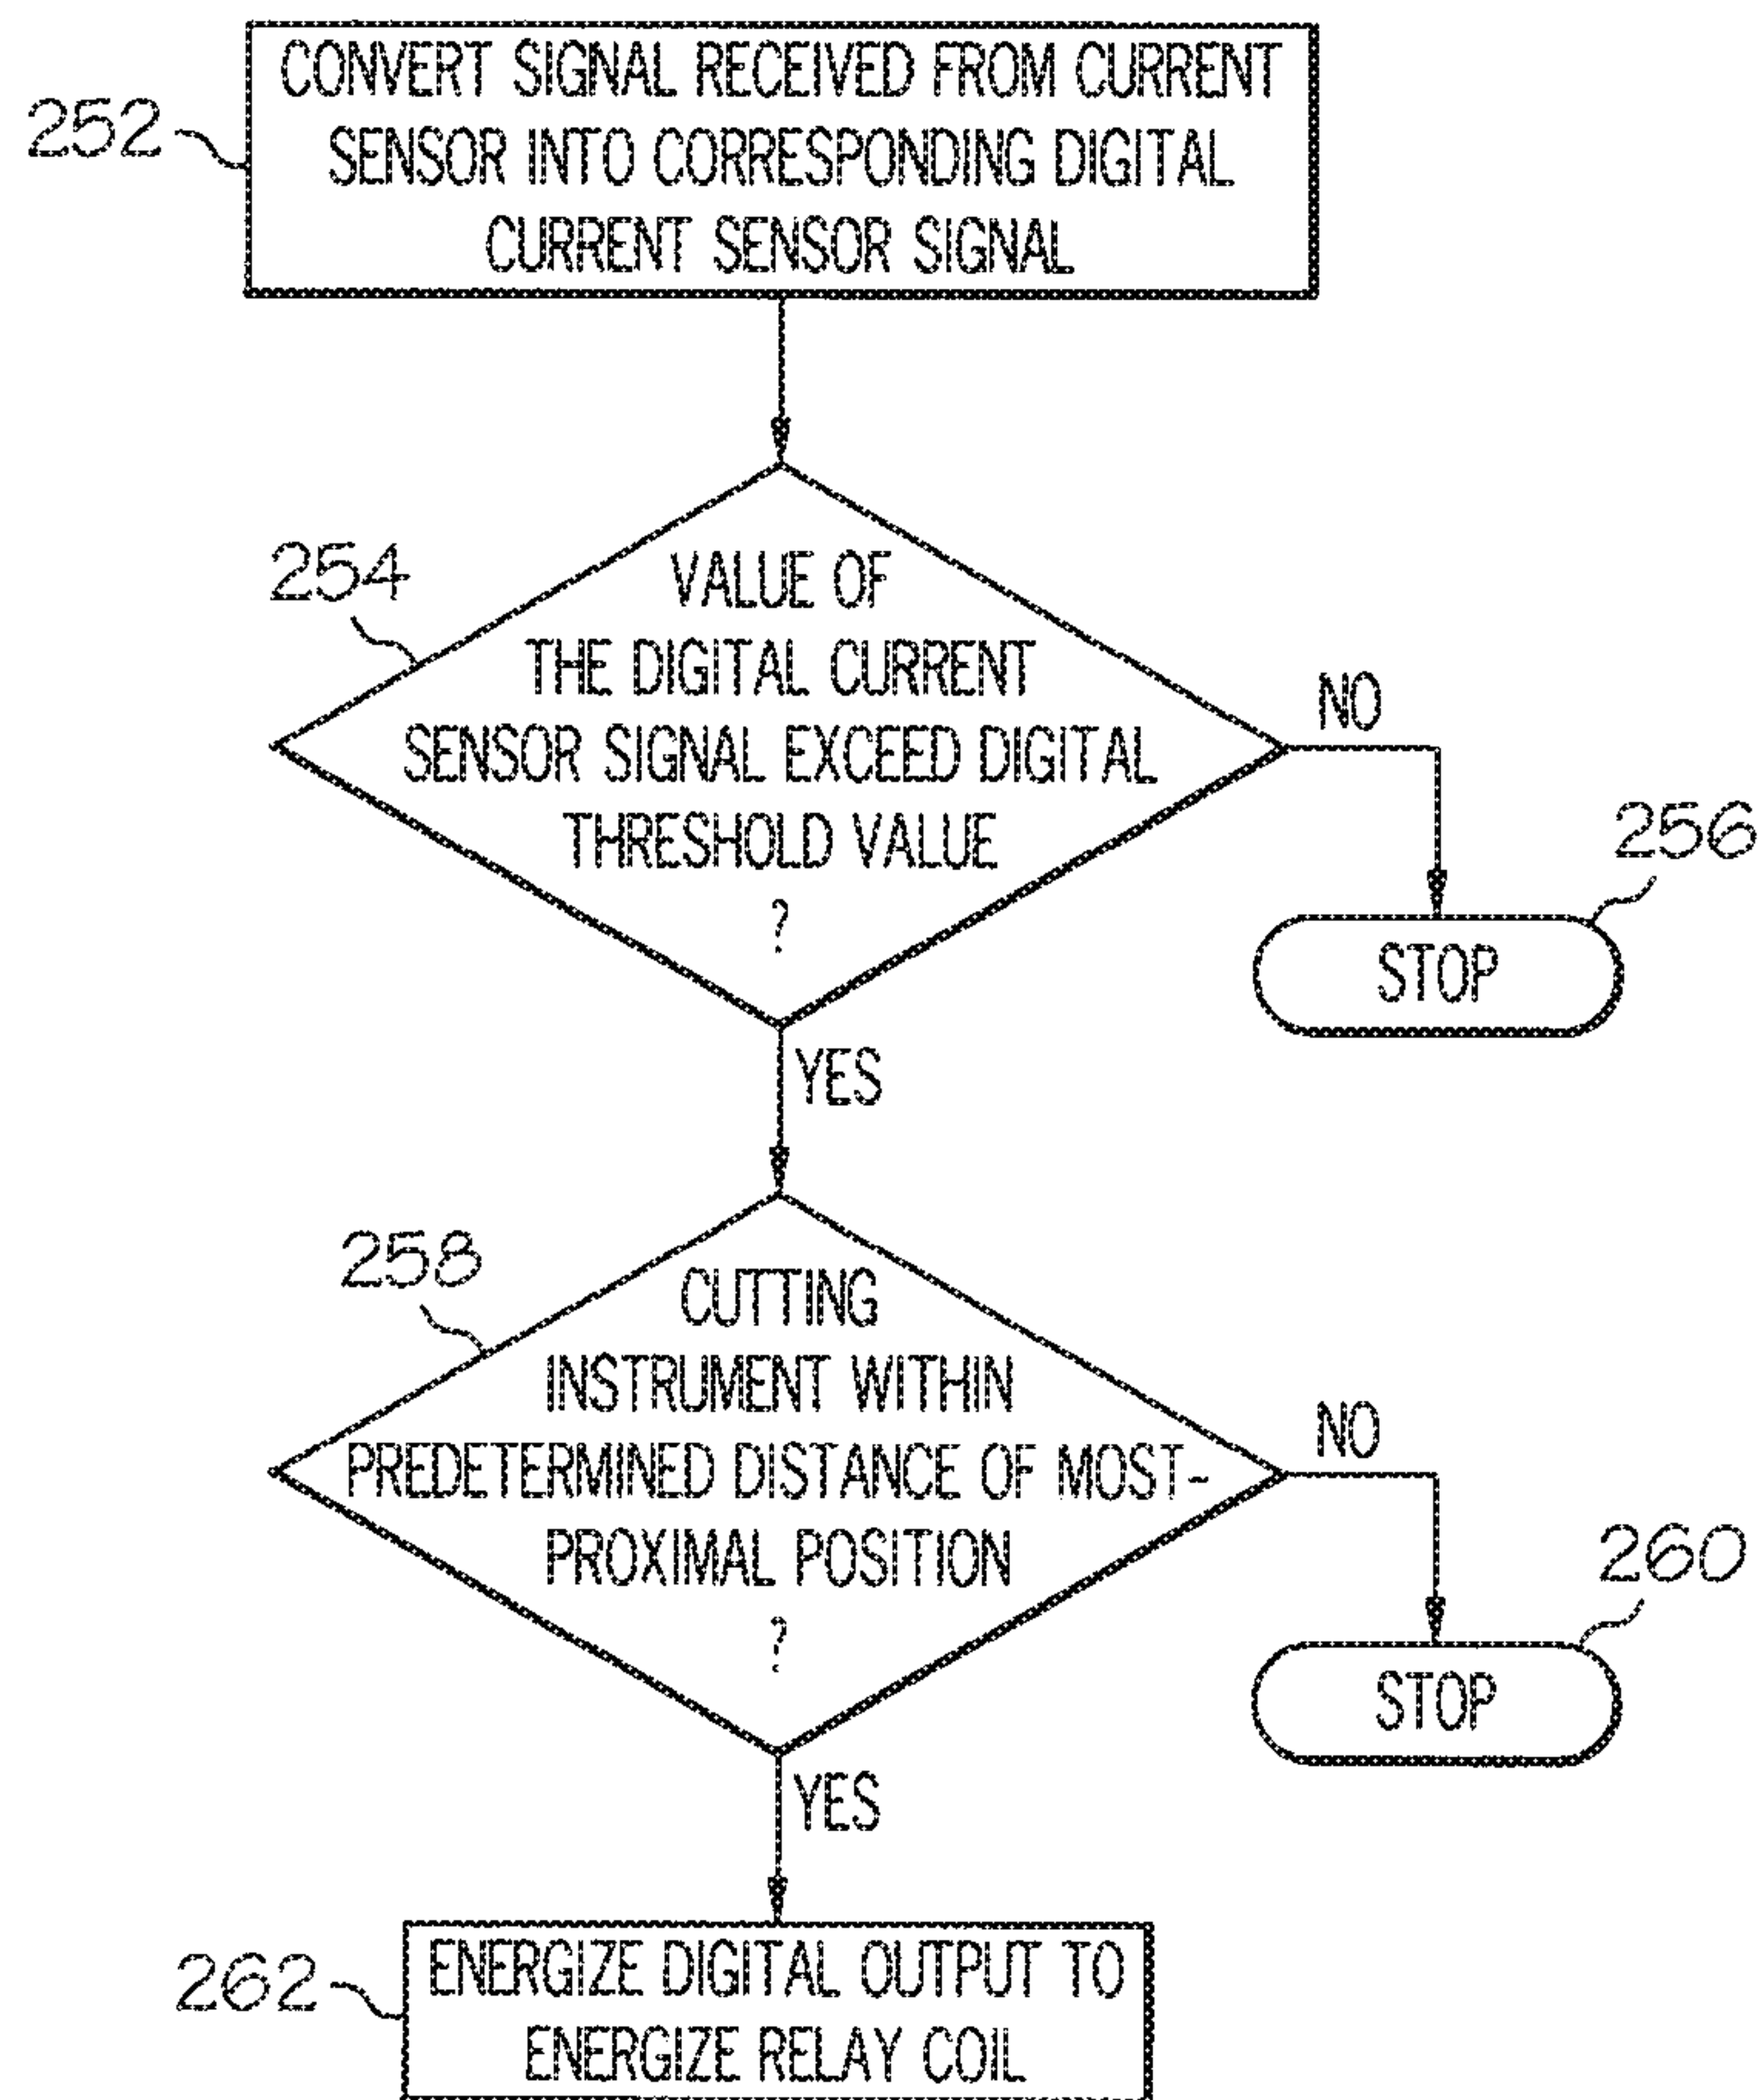 252
CONVERT SIGNAL RECEIVED FROM CURRENT
SENSOR INTO CORRESPONDING DIGITAL
CURRENT SENSOR SIGNAL
254
VALUE OF
THE DIGITAL CURRENT
SENSOR SIGNAL EXCEED DIGITAL
THRESHOLD VALUE
?
NO
256
STOP
YES
258
CUTTING
INSTRUMENT WITHIN
PREDETERMINED DISTANCE OF MOST-
PROXIMAL POSITION
?
NO
260
STOP
YES
262
ENERGIZE DIGITAL OUTPUT TO
ENERGIZE RELAY COIL